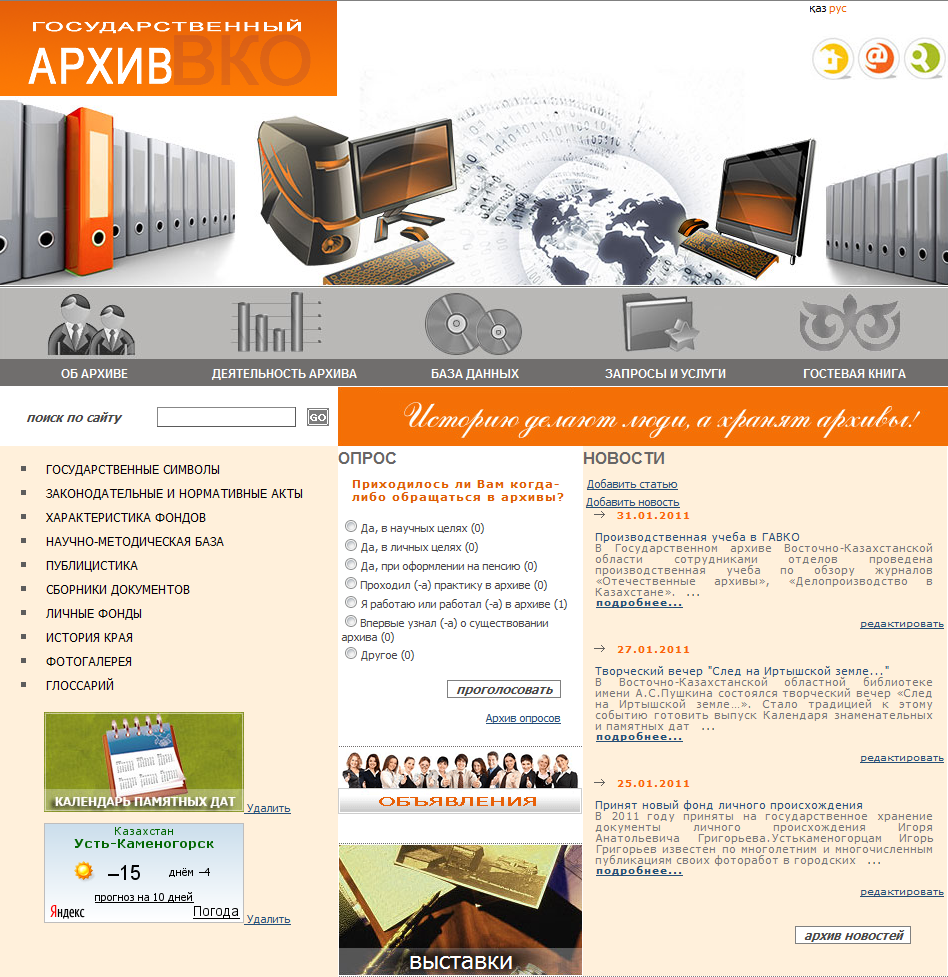 қаз рус
ГОСУДАРСТВЕННЫЙ
АРХИВ ВКО
ОБ АРХИВЕ
ДЕЯТЕЛЬНОСТЬ АРХИВА
БАЗА ДАННЫХ
ЗАПРОСЫ И УСЛУГИ
ГОСТЕВАЯ КНИГА
поиск по сайту
GO
Историю делают люди, а хранят архивы!
ГОСУДАРСТВЕННЫЕ СИМВОЛЫ
ЗАКОНОДАТЕЛЬНЫЕ И НОРМАТИВНЫЕ АКТЫ
ХАРАКТЕРИСТИКА ФОНДОВ
НАУЧНО-МЕТОДИЧЕСКАЯ БАЗА
ПУБЛИЦИСТИКА
СБОРНИКИ ДОКУМЕНТОВ
ЛИЧНЫЕ ФОНДЫ
ИСТОРИЯ КРАЯ
ФОТОГАЛЕРЕЯ
ГЛОССАРИЙ
КАЛЕНДАРЬ ПАМЯТНЫХ ДАТ
Удалить
Казахстан
Усть-Каменогорск
–15 днём –4
прогноз на 10 дней
Яндекс Погода
Удалить
ОПРОС
Приходилось ли Вам когда-
либо обращаться в архивы?
Да, в научных целях (0)
Да, в личных целях (0)
Да, при оформлении на пенсию (0)
Проходил (-а) практику в архиве (0)
Я работаю или работал (-а) в архиве (1)
Впервые узнал (-а) о существовании
архива (0)
Другое (0)
проголосовать
Архив опросов
ОБЪЯВЛЕНИЯ
выставки
НОВОСТИ
Добавить статью
Добавить новость
31.01.2011
Производственная учеба в ГАВКО
В Государственном архиве Восточно-Казахстанской
области сотрудниками отделов проведена
производственная учеба по обзору журналов
«Отечественные архивы», «Делопроизводство в
Казахстане». ...
подробнее...
редактировать
27.01.2011
Творческий вечер "След на Иртышской земле..."
В Восточно-Казахстанской областной библиотеке
имени А.С.Пушкина состоялся творческий вечер «След
на Иртышской земле…». Стало традицией к этому
событию готовить выпуск Календаря знаменательных
и памятных дат ...
подробнее...
редактировать
25.01.2011
Принят новый фонд личного происхождения
В 2011 году приняты на государственное хранение
документы личного происхождения Игоря
Анатольевича Григорьева.Устькаменогорцам Игорь
Григорьев известен по многолетним и многочисленным
публикациям своих фоторабот в городских ...
подробнее...
редактировать
архив новостей